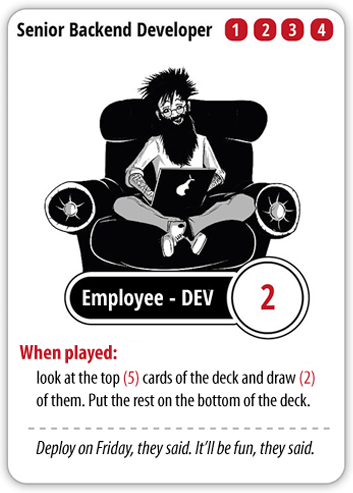 Senior Backend Developer 1 2 3 4
Employee - DEV 2
When played:
look at the top (5) cards of the deck and draw (2)
of them. Put the rest on the bottom of the deck.
Deploy on Friday, they said. It'll be fun, they said.